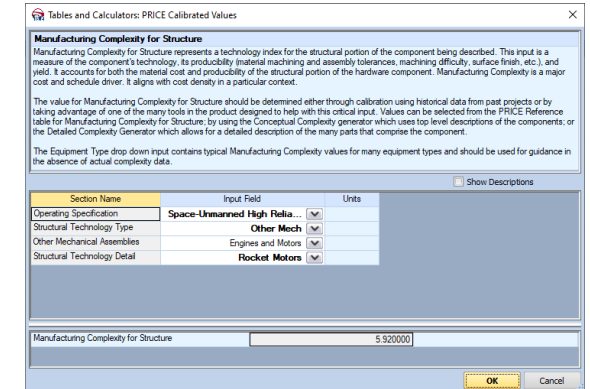 Tables and Calculators: PRICE Calibrated Values
Manufacturing Complexity for Structure
Manufacturing Complexity for Structure represents a technology index for the structural portion of the component being described. This input is a
measure of the component's technology, its producibility (material machining and assembly tolerances, machining difficulty, surface finish, etc.), and
yield. It accounts for both the material cost and producibility of the structural portion of the hardware component. Manufacturing Complexity is a major
cost and schedule driver. It aligns with cost density in a particular context.
The value for Manufacturing Complexity for Structure should be determined either through calibration using historical data from past projects or by
taking advantage of one of the many tools in the product designed to help with this critical input. Values can be selected from the PRICE Reference
table for Manufacturing Complexity for Structure; by using the Conceptual Complexity generator which uses top level descriptions of the components; or
the Detailed Complexity Generator which allows for a detailed description of the many parts that comprise the component.
The Equipment Type drop down input contains typical Manufacturing Complexity values for many equipment types and should be used for guidance in
the absence of actual complexity data.
Show Descriptions
Section Name Input Field Units
Operating Specification Space-Unmanned High Relia...
Structural Technology Type Other Mech
Other Mechanical Assemblies Engines and Motors
Structural Technology Detail Rocket Motors
Manufacturing Complexity for Structure 5.920000
OK Cancel